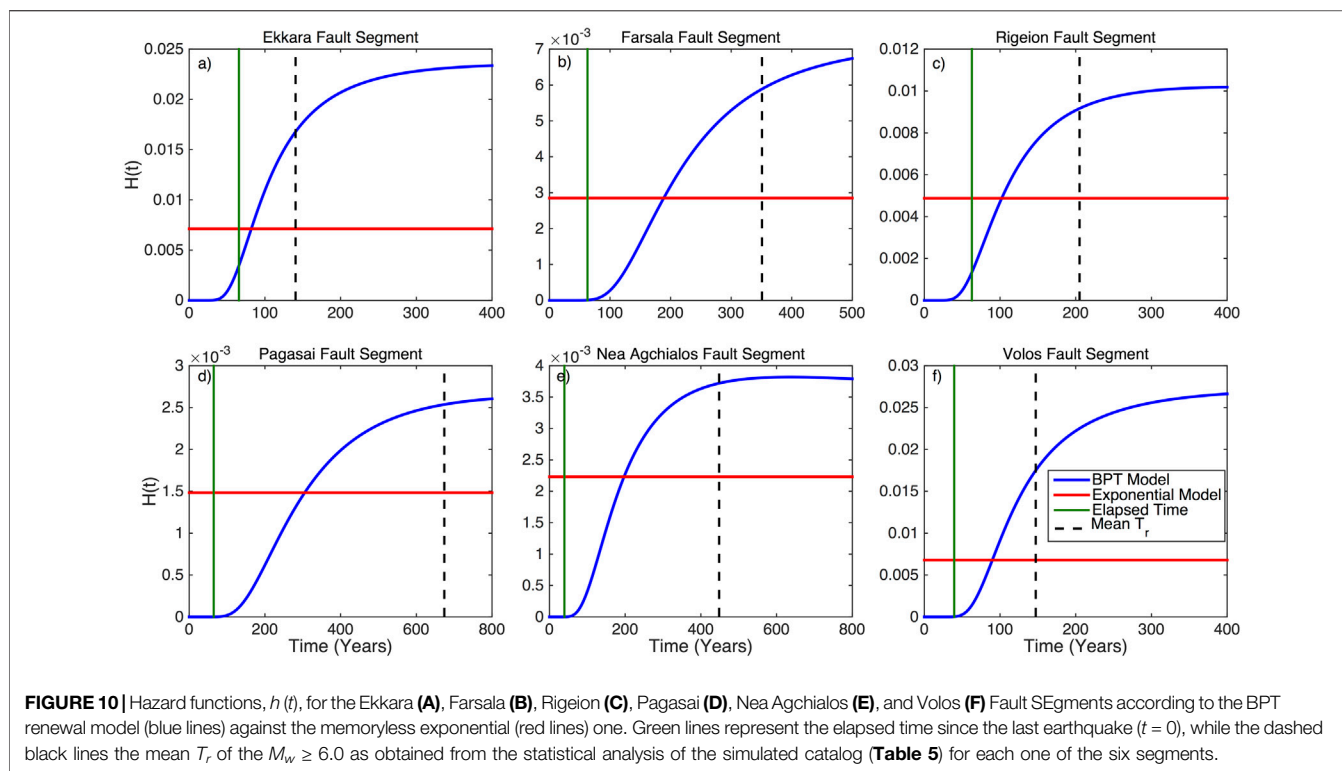 Ekkara Fault Segment
a)
0.025
0.02
0.015
0.01
0.005
0
H(t)
0 100 200 300 400
Farsala Fault Segment
×10⁻³
b)
7
6
5
4
3
2
1
0
0 100 200 300 400 500
Rigeion Fault Segment
c)
0.012
0.01
0.008
0.006
0.004
0.002
0
0 100 200 300 400
Pagasai Fault Segment
×10⁻³
d)
3
2.5
2
1.5
1
0.5
0
H(t)
0 200 400 600 800
Time (Years)
Nea Agchialos Fault Segment
×10⁻³
e)
4
3.5
3
2.5
2
1.5
1
0.5
0
0 200 400 600 800
Time (Years)
Volos Fault Segment
f)
0.03
0.025
0.02
0.015
0.01
0.005
0
BPT Model
Exponential Model
Elapsed Time
Mean T_r
0 100 200 300 400
Time (Years)
FIGURE 10 | Hazard functions, h (t), for the Ekkara (A), Farsala (B), Rigeion (C), Pagasai (D), Nea Agchialos (E), and Volos (F) Fault SEgments according to the BPT
renewal model (blue lines) against the memoryless exponential (red lines) one. Green lines represent the elapsed time since the last earthquake (t = 0), while the dashed
black lines the mean T_r of the M_w ≥ 6.0 as obtained from the statistical analysis of the simulated catalog (Table 5) for each one of the six segments.